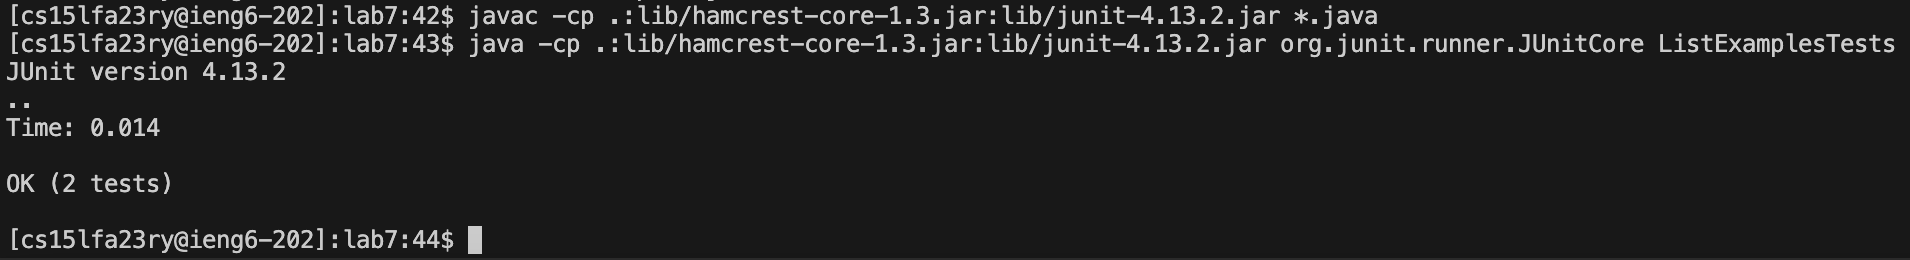 [cs15lfa23ry@ieng6-202]:lab7:42$ javac -cp .:lib/hamcrest-core-1.3.jar:lib/junit-4.13.2.jar *.java
[cs15lfa23ry@ieng6-202]:lab7:43$ java -cp .:lib/hamcrest-core-1.3.jar:lib/junit-4.13.2.jar org.junit.runner.JUnitCore ListExamplesTests
JUnit version 4.13.2
..
Time: 0.014
OK (2 tests)
[cs15lfa23ry@ieng6-202]:lab7:44$